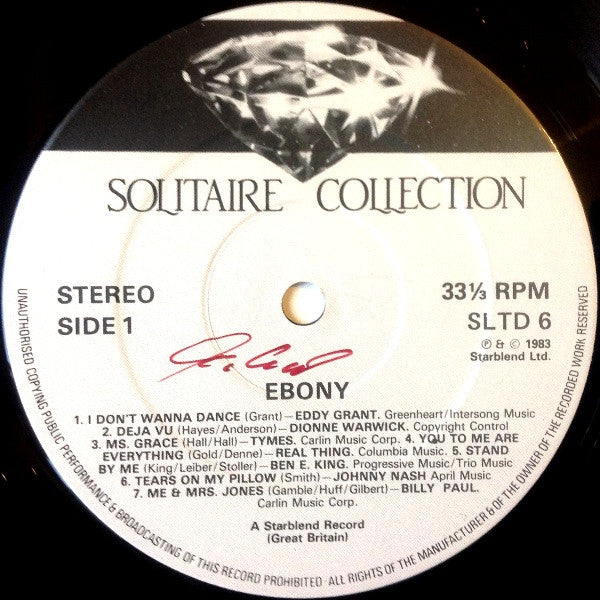 SOLITAIRE COLLECTION
STEREO
SIDE 1
33⅓ RPM
SLTD 6
℗ & © 1983
Starblend Ltd.
EBONY
1. I DON'T WANNA DANCE (Grant)—EDDY GRANT. Greenheart/Intersong Music
2. DEJA VU (Hayes/Anderson)—DIONNE WARWICK. Copyright Control
3. MS. GRACE (Hall/Hall)—TYMES. Carlin Music Corp. 4. YOU TO ME ARE
EVERYTHING (Gold/Denne)—REAL THING. Columbia Music. 5. STAND
BY ME (King/Leiber/Stoller)—BEN E. KING. Progressive Music/Trio Music
6. TEARS ON MY PILLOW (Smith)—JOHNNY NASH April Music
7. ME & MRS. JONES (Gamble/Huff/Gilbert)—BILLY PAUL.
Carlin Music Corp.
A Starblend Record
(Great Britain)
UNAUTHORISED COPYING PUBLIC PERFORMANCE & BROADCASTING OF THIS RECORD PROHIBITED · ALL RIGHTS OF THE MANUFACTURER & OF THE OWNER OF THE RECORDED WORK RESERVED